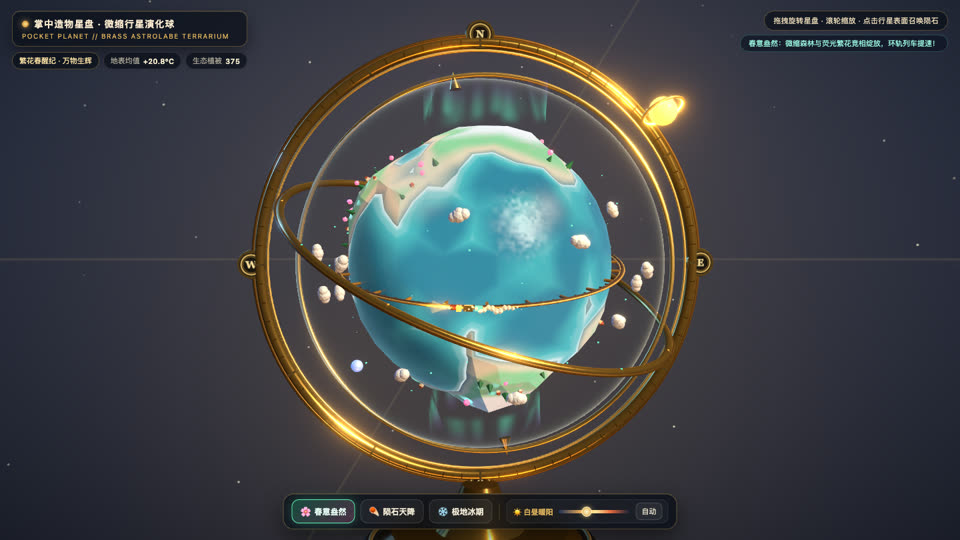 掌中造物星盘 · 微缩行星演化球
POCKET PLANET // BRASS ASTROLABE TERRARIUM
繁花春醒纪 · 万物生辉
地表均值 +20.8°C
生态植被 375
拖拽旋转星盘 · 滚轮缩放 · 点击行星表面召唤陨石
春意盎然：微缩森林与荧光繁花竞相绽放，环轨列车提速！
N
W
E
春意盎然
陨石天降
极地冰期
白昼暖阳
自动